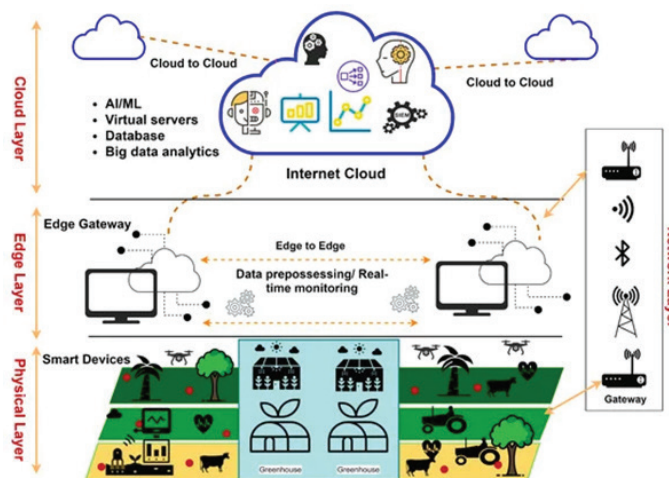 Cloud Layer
Cloud to Cloud
Cloud to Cloud
• AI/ML
• Virtual servers
• Database
• Big data analytics
SIEM
Internet Cloud
Edge Layer
Edge Gateway
Edge to Edge
Data prepossessing/ Real-
time monitoring
Physical Layer
Smart Devices
Greenhouse
Greenhouse
Gateway